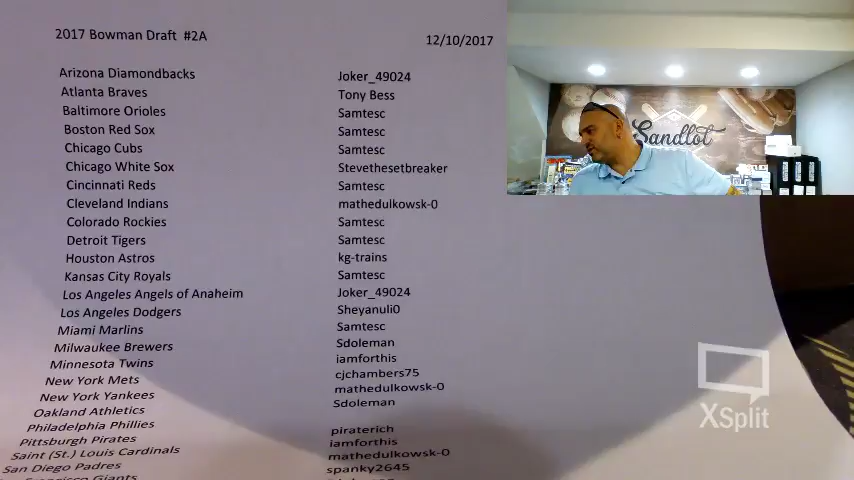 2017 Bowman Draft #2A 12/10/2017
Arizona Diamondbacks Joker_49024
Atlanta Braves Tony Bess
Baltimore Orioles Samtesc
Boston Red Sox Samtesc
Chicago Cubs Samtesc
Chicago White Sox Stevethesetbreaker
Cincinnati Reds Samtesc
Cleveland Indians mathedulkowsk-0
Colorado Rockies Samtesc
Detroit Tigers Samtesc
Houston Astros kg-trains
Kansas City Royals Samtesc
Los Angeles Angels of Anaheim Joker_49024
Los Angeles Dodgers Sheyanuli0
Miami Marlins Samtesc
Milwaukee Brewers Sdoleman
Minnesota Twins iamforthis
New York Mets cjchambers75
New York Yankees mathedulkowsk-0
Oakland Athletics Sdoleman
Philadelphia Phillies
Pittsburgh Pirates piraterich
Saint (St.) Louis Cardinals iamforthis
San Diego Padres mathedulkowsk-0
Giants spanky2645
Sandlot
XSplit